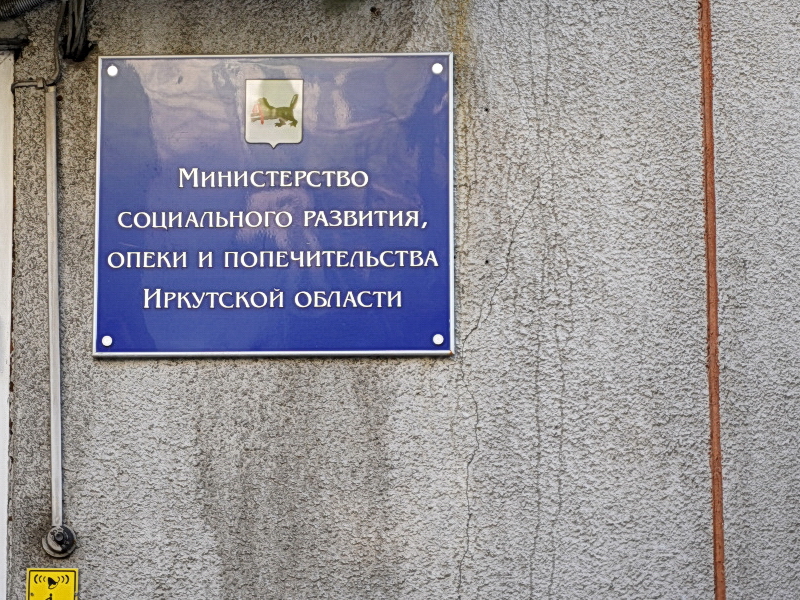 Министерство
социального развития,
опеки и попечительства
Иркутской области